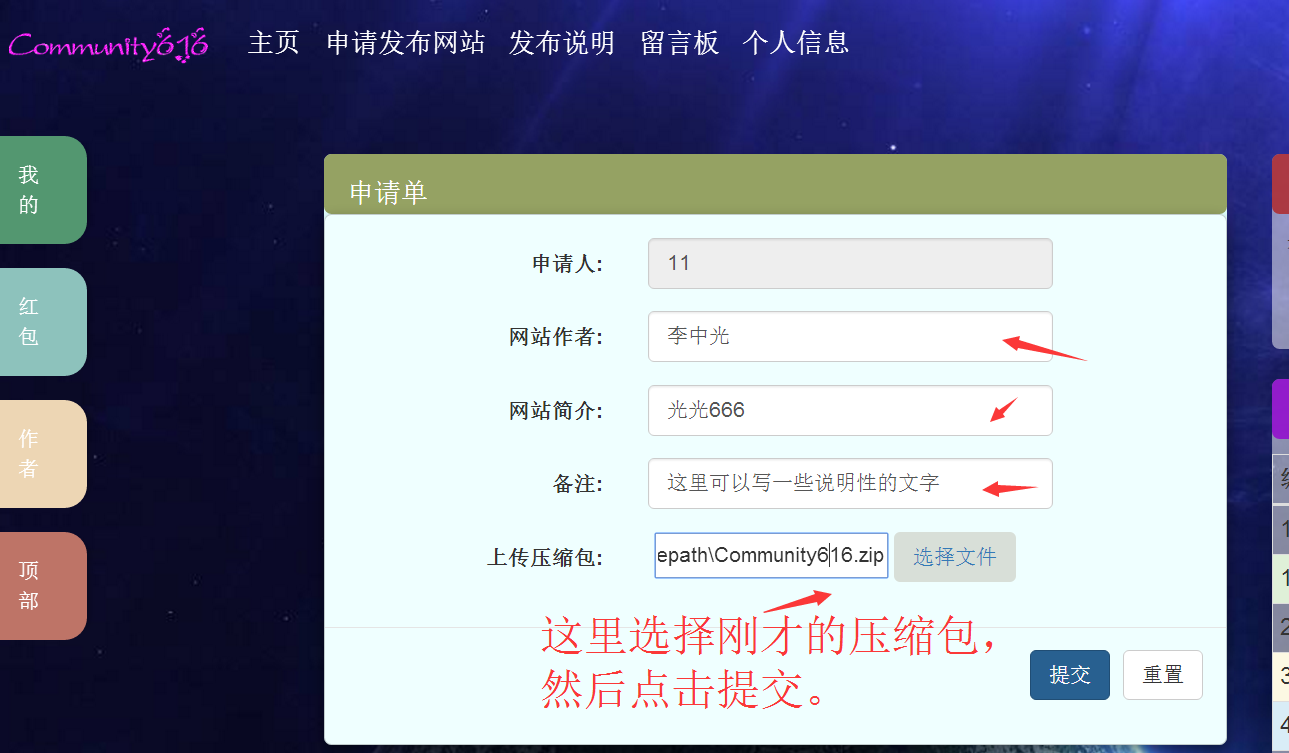 Community616 主页 申请发布网站 发布说明 留言板 个人信息
我的
红包
作者
顶部
申请单
申请人: 11
网站作者: 李中光
网站简介: 光光666
备注: 这里可以写一些说明性的文字
上传压缩包: epath\Community616.zip 选择文件
这里选择刚才的压缩包，
然后点击提交。
提交 重置